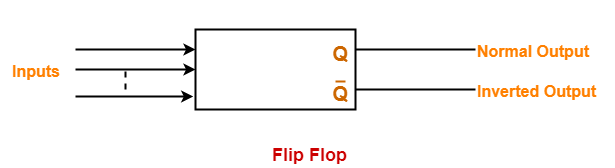 Inputs
Q
Normal Output
Q̅
Inverted Output
Flip Flop